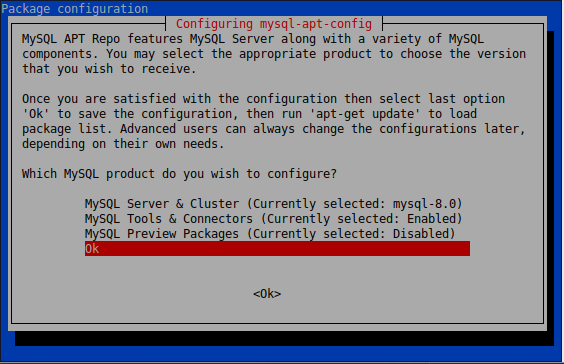 Package configuration
Configuring mysql-apt-config
MySQL APT Repo features MySQL Server along with a variety of MySQL
components. You may select the appropriate product to choose the version
that you wish to receive.
Once you are satisfied with the configuration then select last option
'Ok' to save the configuration, then run 'apt-get update' to load
package list. Advanced users can always change the configurations later,
depending on their own needs.
Which MySQL product do you wish to configure?
MySQL Server & Cluster (Currently selected: mysql-8.0)
MySQL Tools & Connectors (Currently selected: Enabled)
MySQL Preview Packages (Currently selected: Disabled)
Ok
<Ok>